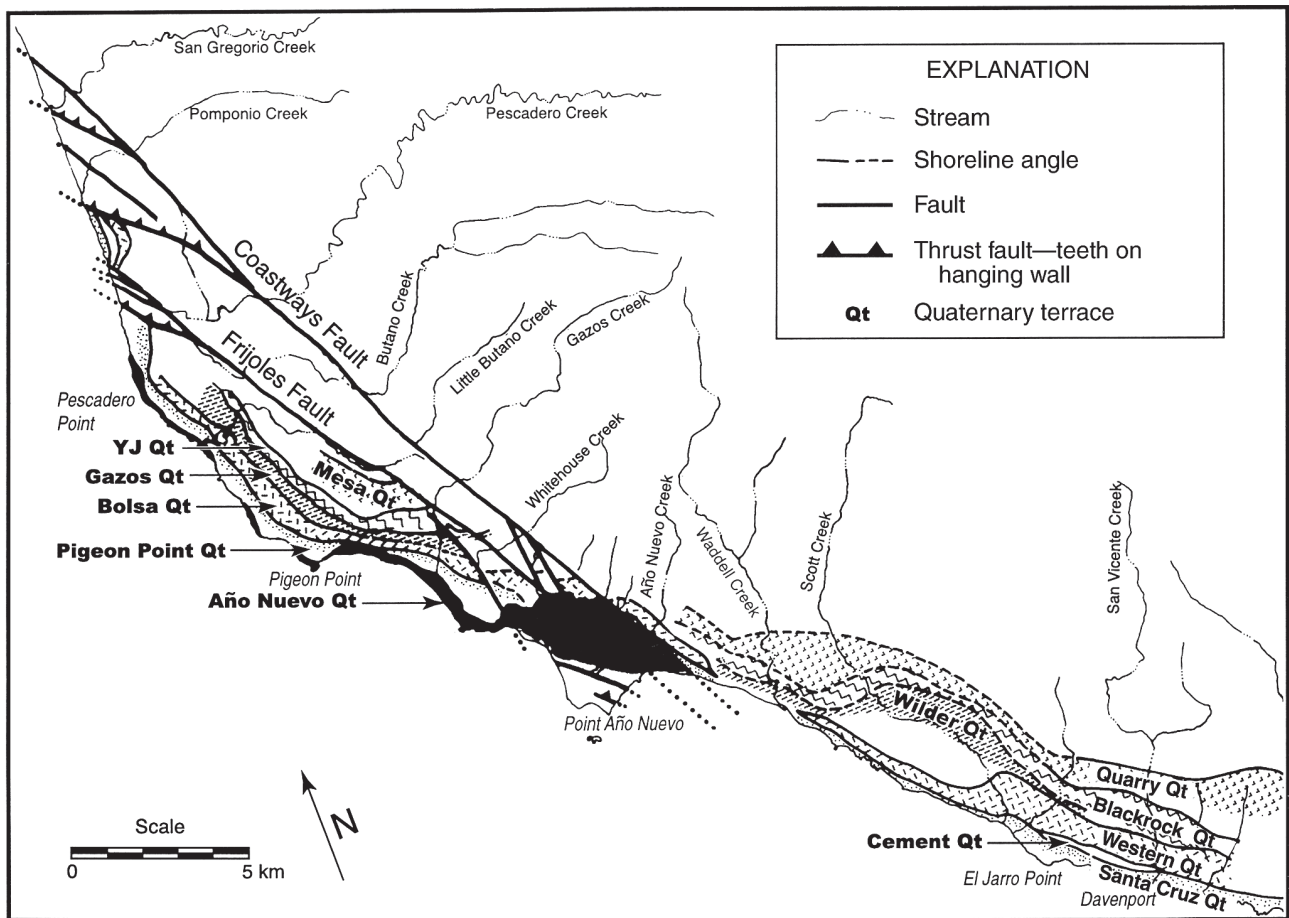 San Gregorio Creek
Pomponio Creek
Pescadero Creek
EXPLANATION
Stream
Shoreline angle
Fault
Thrust fault—teeth on
hanging wall
Qt Quaternary terrace
Coastways Fault
Butano Creek
Little Butano Creek
Gazos Creek
Frijoles Fault
Pescadero
Point
YJ Qt
Gazos Qt
Bolsa Qt
Mesa Qt
Whitehouse Creek
Pigeon Point Qt
Pigeon Point
Año Nuevo Qt
Año Nuevo Creek
Waddell Creek
Scott Creek
San Vicente Creek
Point Año Nuevo
Wilder Qt
Quarry Qt
Blackrock Qt
Western Qt
Cement Qt
Santa Cruz Qt
El Jarro Point
Davenport
N
Scale
0 5 km